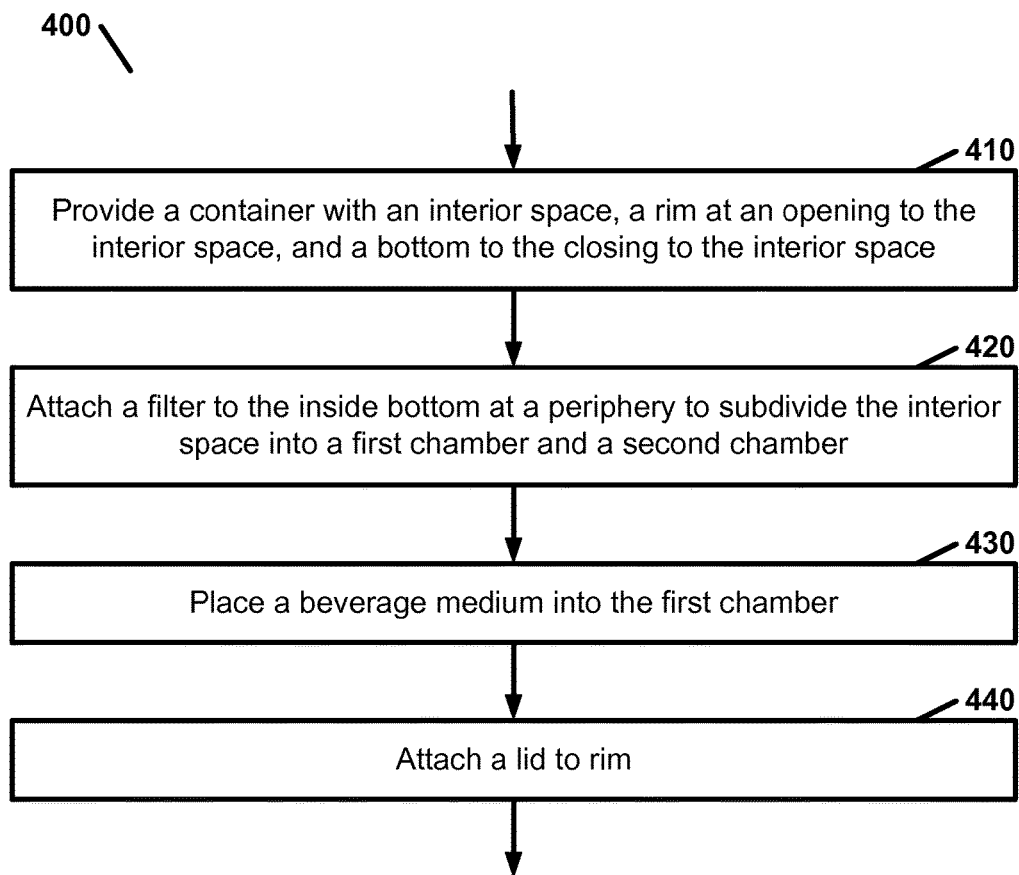 400
410
Provide a container with an interior space, a rim at an opening to the
interior space, and a bottom to the closing to the interior space
420
Attach a filter to the inside bottom at a periphery to subdivide the interior
space into a first chamber and a second chamber
430
Place a beverage medium into the first chamber
440
Attach a lid to rim